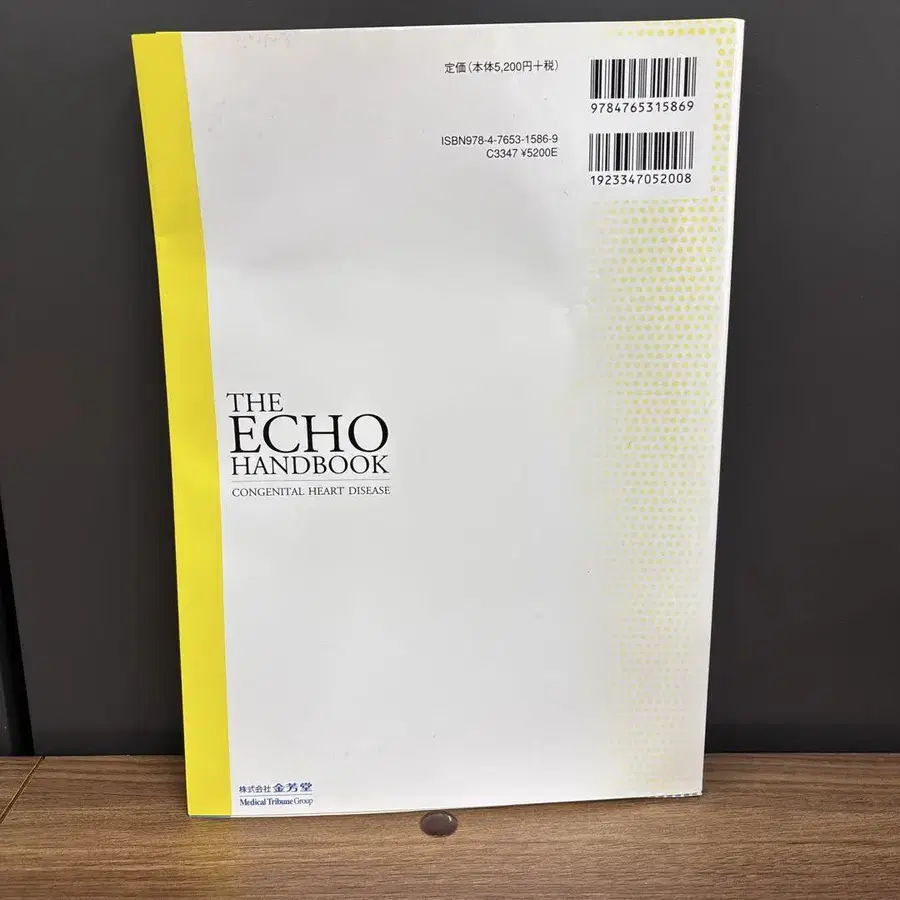 定価(本体5,200円+税)
9784765315869
ISBN978-4-7653-1586-9
C3347 ¥5200E
1923347052008
THE
ECHO
HANDBOOK
CONGENITAL HEART DISEASE
株式会社 金芳堂
Medical Tribune Group